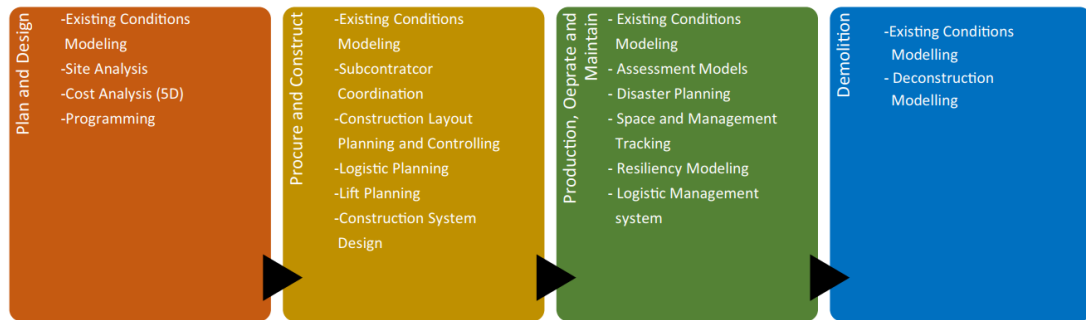 Plan and Design
-Existing Conditions
Modeling
-Site Analysis
-Cost Analysis (5D)
-Programming
Procure and Construct
-Existing Conditions
Modeling
-Subcontratcor
Coordination
-Construction Layout
Planning and Controlling
-Logistic Planning
-Lift Planning
-Construction System
Design
Production, Oeprate and
Maintain
- Existing Conditions
Modeling
- Assessment Models
- Disaster Planning
- Space and Management
Tracking
- Resiliency Modeling
- Logistic Management
system
Demolition
-Existing Conditions
Modelling
- Deconstruction
Modelling